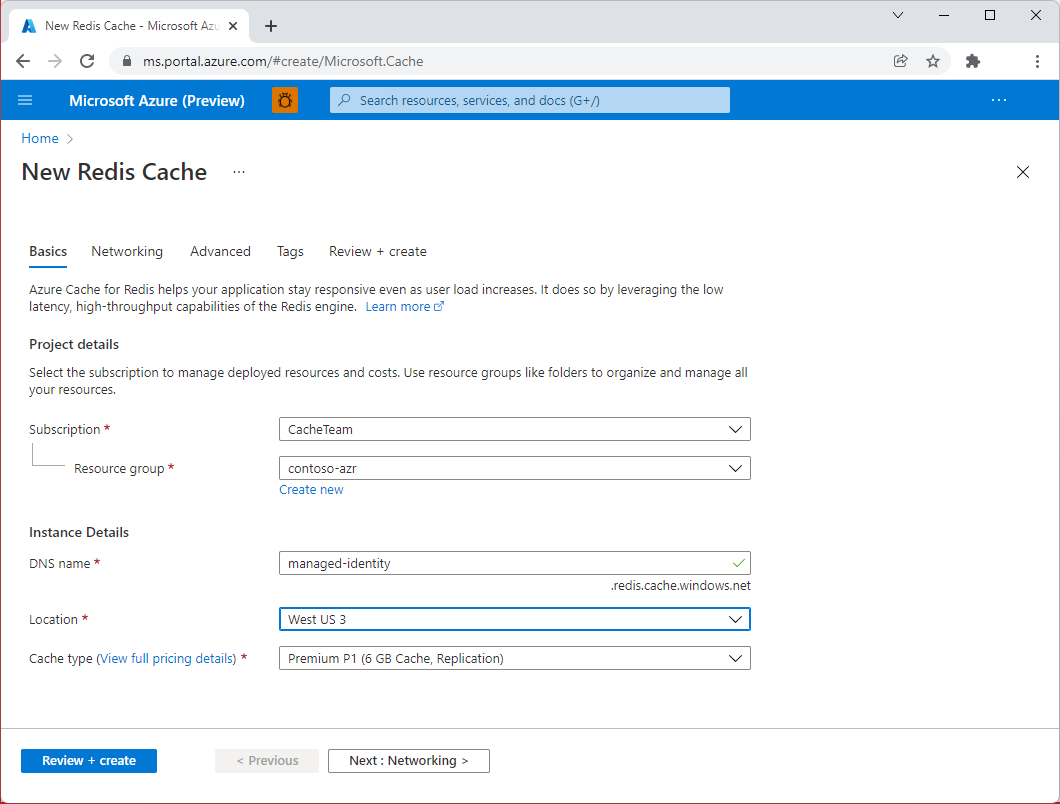 New Redis Cache - Microsoft Azu
ms.portal.azure.com/#create/Microsoft.Cache
Microsoft Azure (Preview)
Search resources, services, and docs (G+/)
Home
New Redis Cache
Basics Networking Advanced Tags Review + create
Azure Cache for Redis helps your application stay responsive even as user load increases. It does so by leveraging the low
latency, high-throughput capabilities of the Redis engine. Learn more
Project details
Select the subscription to manage deployed resources and costs. Use resource groups like folders to organize and manage all
your resources.
Subscription * CacheTeam
Resource group * contoso-azr
Create new
Instance Details
DNS name * managed-identity
.redis.cache.windows.net
Location * West US 3
Cache type (View full pricing details) * Premium P1 (6 GB Cache, Replication)
Review + create < Previous Next : Networking >